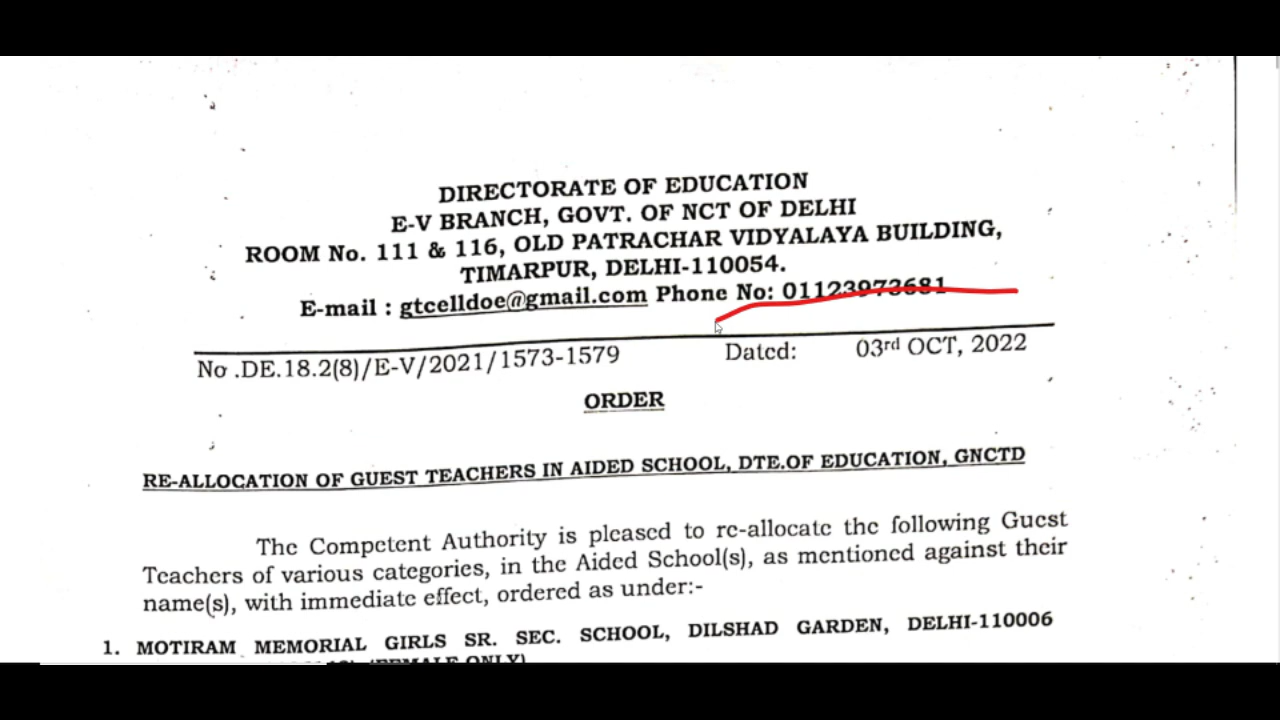 DIRECTORATE OF EDUCATION
E-V BRANCH, GOVT. OF NCT OF DELHI
ROOM No. 111 & 116, OLD PATRACHAR VIDYALAYA BUILDING,
TIMARPUR, DELHI-110054.
E-mail : gtcelldoe@gmail.com Phone No: 01123973681
No .DE.18.2(8)/E-V/2021/1573-1579 Dated: 03rd OCT, 2022
ORDER
RE-ALLOCATION OF GUEST TEACHERS IN AIDED SCHOOL, DTE.OF EDUCATION, GNCTD
The Competent Authority is pleased to re-allocate the following Guest
Teachers of various categories, in the Aided School(s), as mentioned against their
name(s), with immediate effect, ordered as under:-
1. MOTIRAM MEMORIAL GIRLS SR. SEC. SCHOOL, DILSHAD GARDEN, DELHI-110006
(FEMALE ONLY)